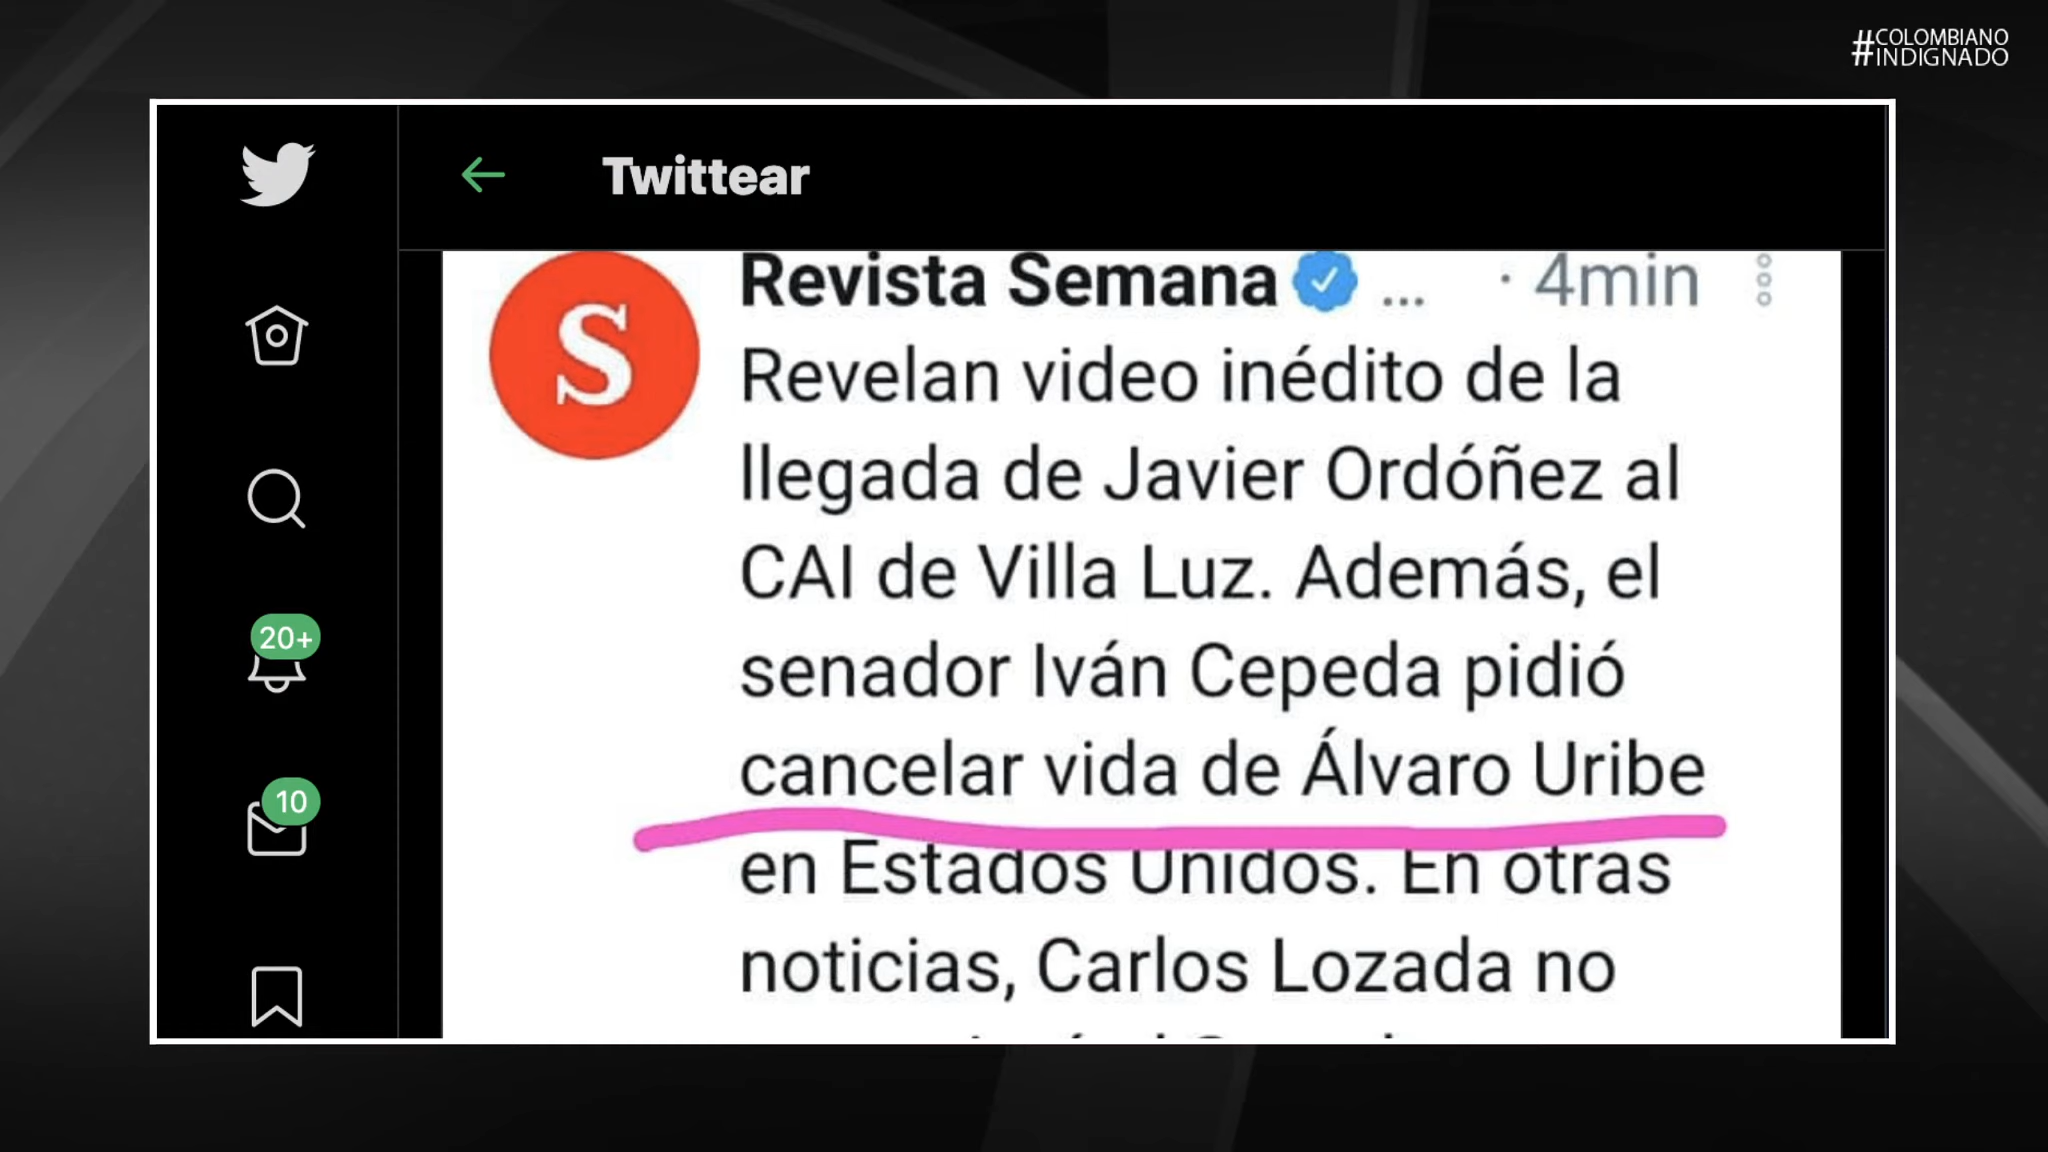 #COLOMBIANO
INDIGNADO
Twittear
S
Revista Semana ... · 4min
Revelan video inédito de la
llegada de Javier Ordóñez al
CAI de Villa Luz. Además, el
senador Iván Cepeda pidió
cancelar vida de Álvaro Uribe
en Estados Unidos. En otras
noticias, Carlos Lozada no
20+
10